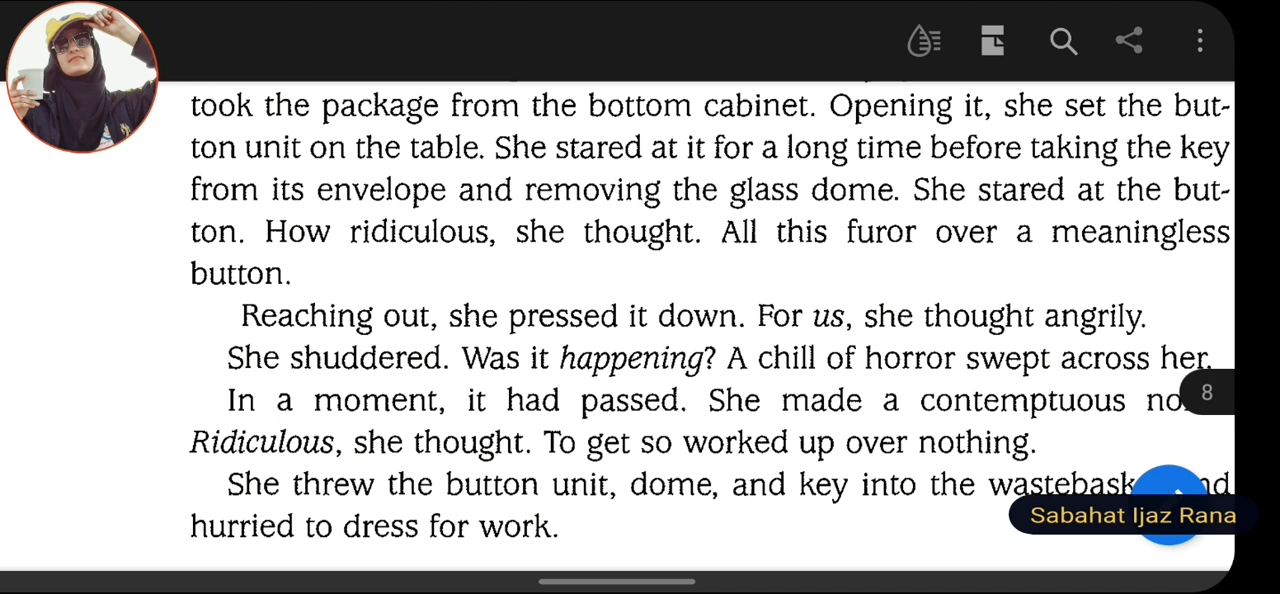 took the package from the bottom cabinet. Opening it, she set the but-
ton unit on the table. She stared at it for a long time before taking the key
from its envelope and removing the glass dome. She stared at the but-
ton. How ridiculous, she thought. All this furor over a meaningless
button.
Reaching out, she pressed it down. For us, she thought angrily.
She shuddered. Was it happening? A chill of horror swept across her.
In a moment, it had passed. She made a contemptuous
8
Ridiculous, she thought. To get so worked up over nothing.
She threw the button unit, dome, and key into the
hurried to dress for work.
Sabahat Ijaz Rana